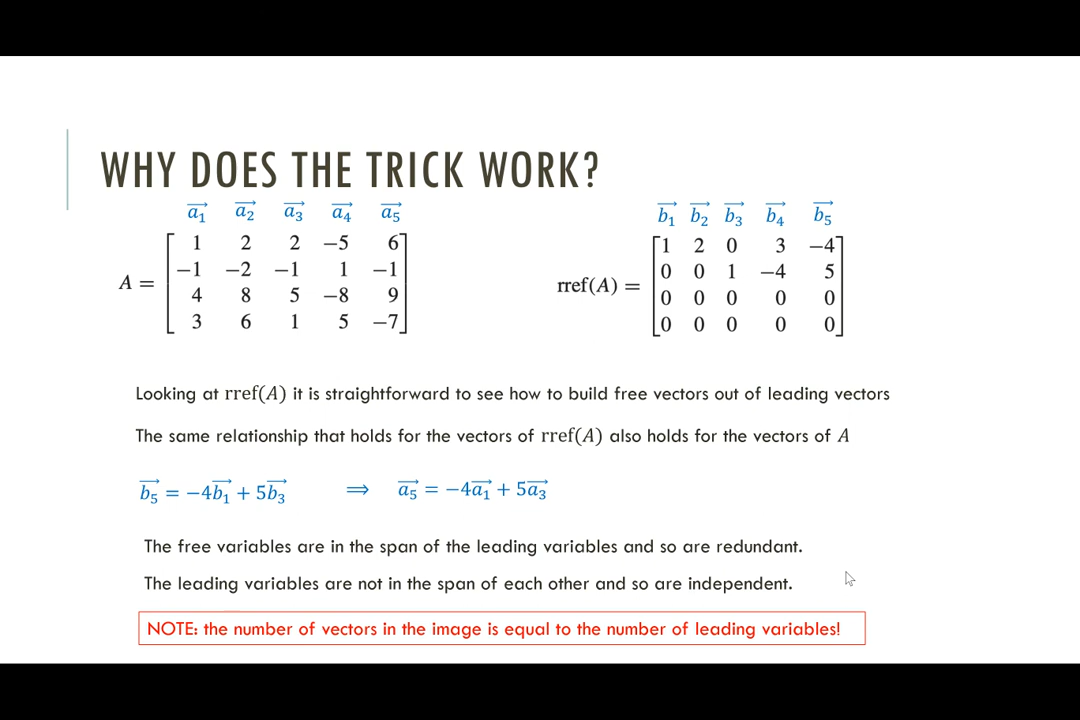 WHY DOES THE TRICK WORK?
a₁⃗ a₂⃗ a₃⃗ a₄⃗ a₅⃗
A = [ 1 2 2 −5 6
−1 −2 −1 1 −1
4 8 5 −8 9
3 6 1 5 −7 ]
b₁⃗ b₂⃗ b₃⃗ b₄⃗ b₅⃗
rref(A) = [ 1 2 0 3 −4
0 0 1 −4 5
0 0 0 0 0
0 0 0 0 0 ]
Looking at rref(A) it is straightforward to see how to build free vectors out of leading vectors
The same relationship that holds for the vectors of rref(A) also holds for the vectors of A
b₅⃗ = −4b₁⃗ + 5b₃⃗ ⟹ a₅⃗ = −4a₁⃗ + 5a₃⃗
The free variables are in the span of the leading variables and so are redundant.
The leading variables are not in the span of each other and so are independent.
NOTE: the number of vectors in the image is equal to the number of leading variables!